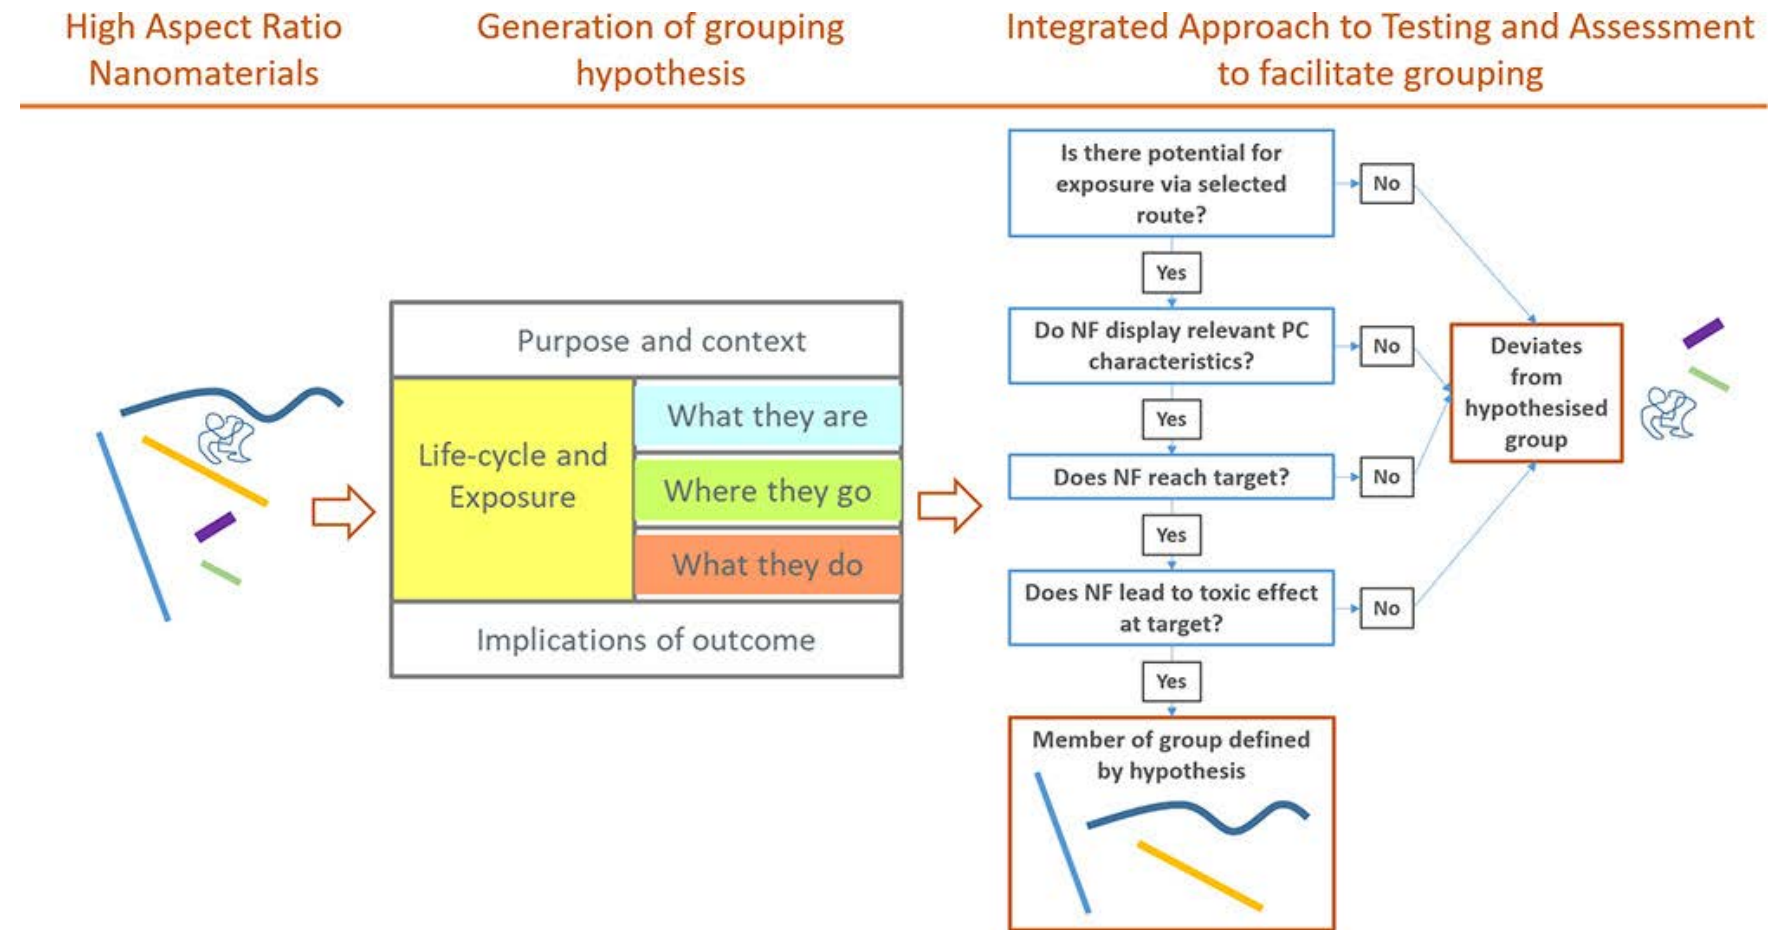 High Aspect Ratio
Nanomaterials
Generation of grouping
hypothesis
Integrated Approach to Testing and Assessment
to facilitate grouping
Purpose and context
Life-cycle and
Exposure
What they are
Where they go
What they do
Implications of outcome
Is there potential for
exposure via selected
route?
No
Yes
Do NF display relevant PC
characteristics?
No
Yes
Does NF reach target?
No
Yes
Does NF lead to toxic effect
at target?
No
Yes
Deviates
from
hypothesised
group
Member of group defined
by hypothesis